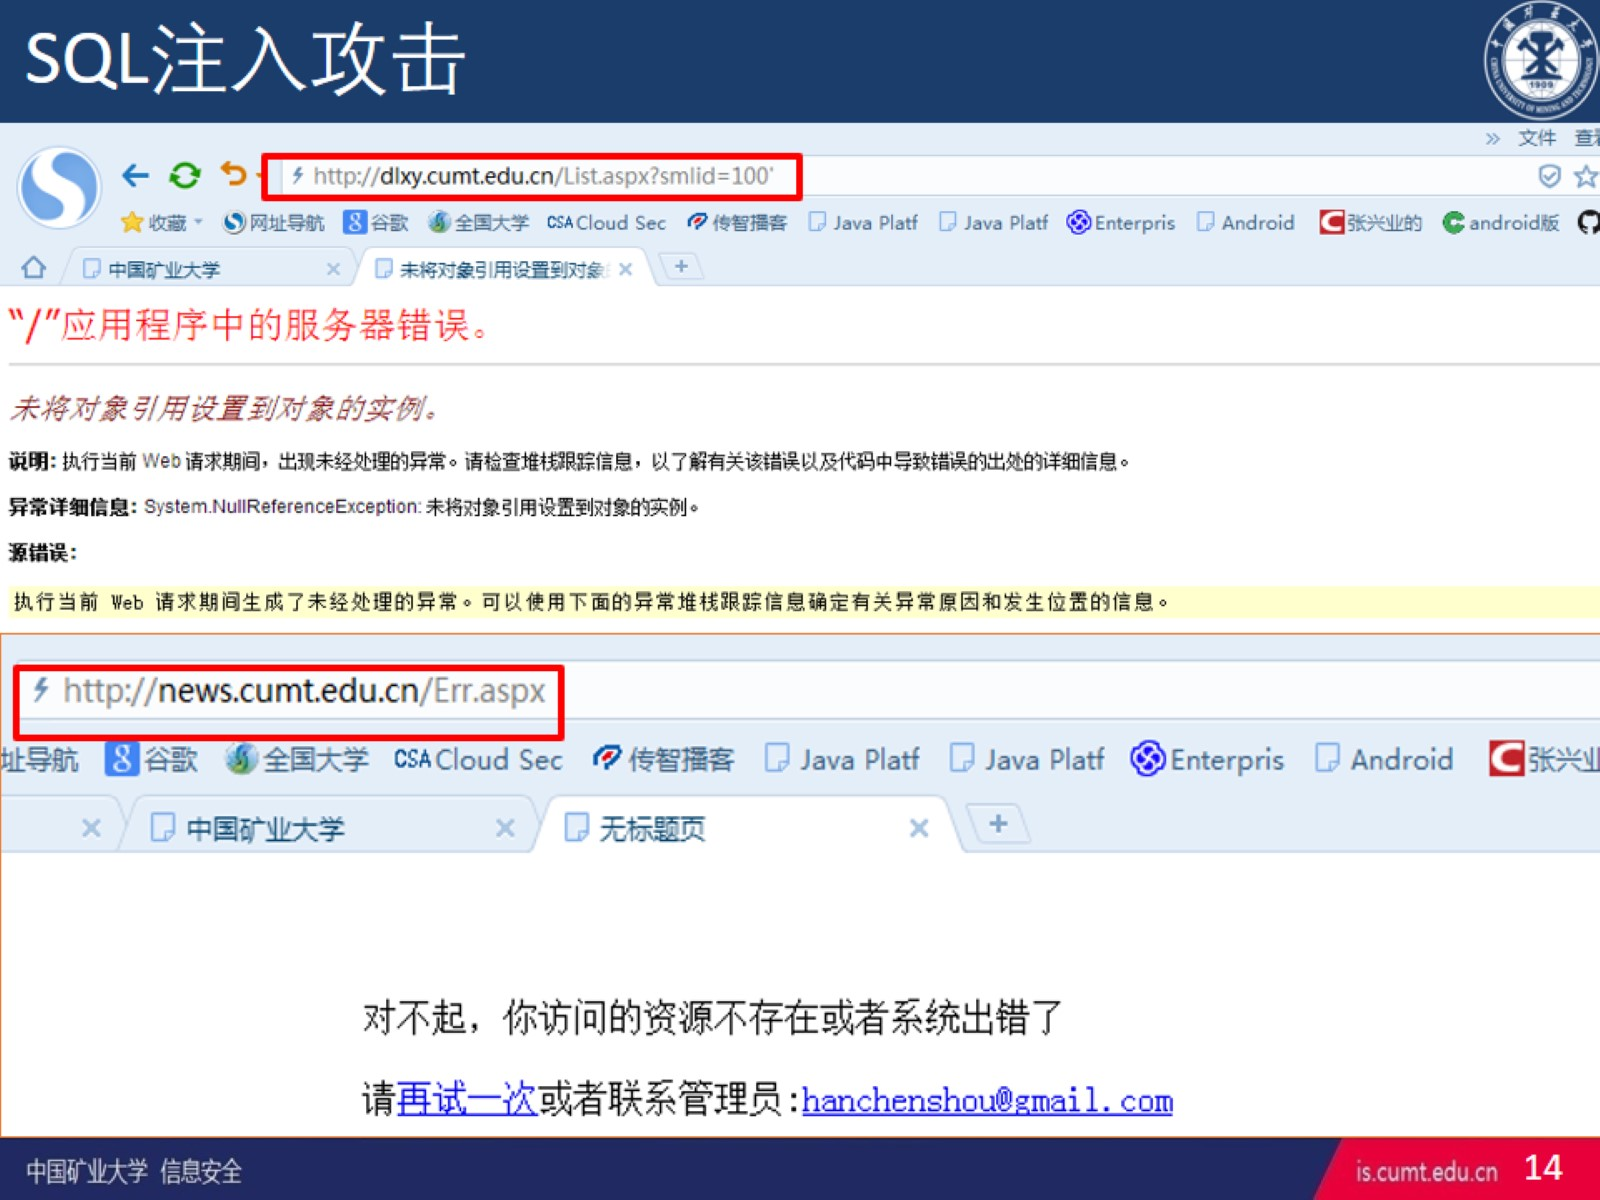 SQL注入攻击
» 文件 查看
http://dlxy.cumt.edu.cn/List.aspx?smlid=100'
收藏 网址导航 谷歌 全国大学 CSA Cloud Sec 传智播客 Java Platf Java Platf Enterpris Android 张兴业的 android版
中国矿业大学 × 未将对象引用设置到对象 × +
“/”应用程序中的服务器错误。
未将对象引用设置到对象的实例。
说明: 执行当前 Web 请求期间，出现未经处理的异常。请检查堆栈跟踪信息，以了解有关该错误以及代码中导致错误的出处的详细信息。
异常详细信息: System.NullReferenceException: 未将对象引用设置到对象的实例。
源错误:
执行当前 Web 请求期间生成了未经处理的异常。可以使用下面的异常堆栈跟踪信息确定有关异常原因和发生位置的信息。
http://news.cumt.edu.cn/Err.aspx
址导航 谷歌 全国大学 CSA Cloud Sec 传智播客 Java Platf Java Platf Enterpris Android 张兴业
× 中国矿业大学 × 无标题页 × +
对不起，你访问的资源不存在或者系统出错了
请再试一次或者联系管理员:hanchenshou@gmail.com
中国矿业大学 信息安全
is.cumt.edu.cn 14